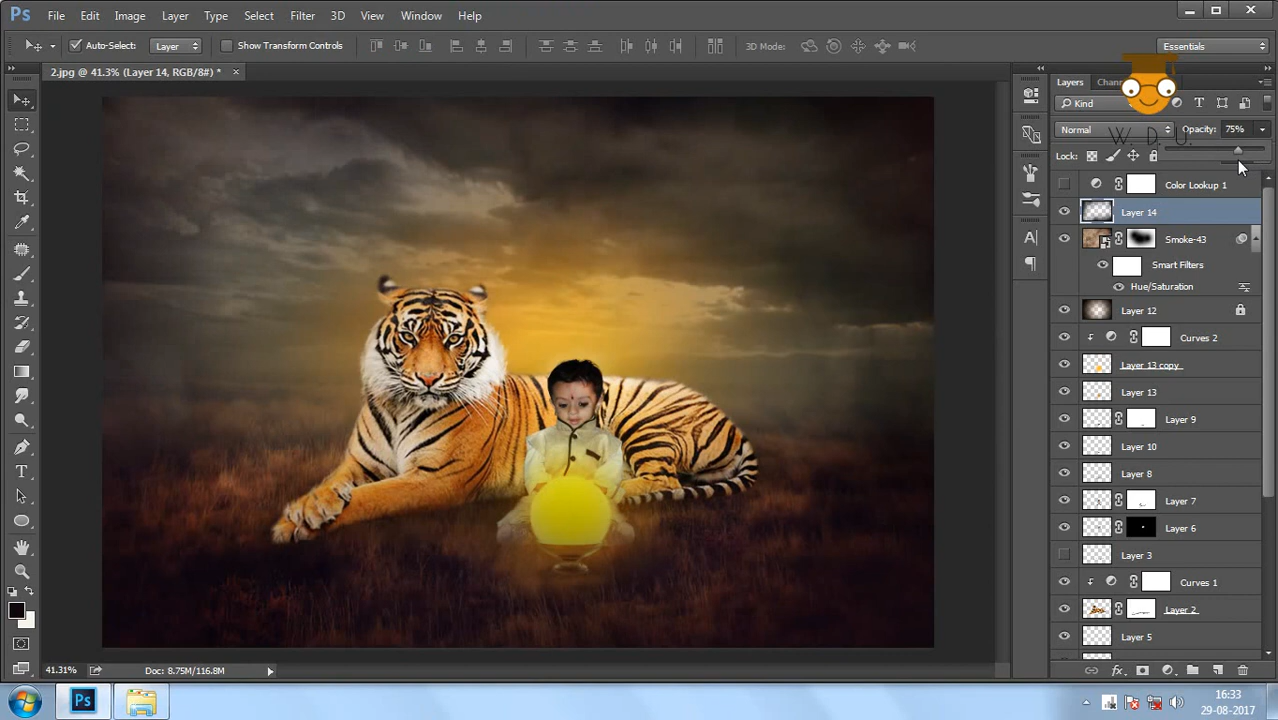 Ps File Edit Image Layer Type Select Filter 3D View Window Help
Auto-Select: Layer Show Transform Controls 3D Mode: Essentials
2.jpg @ 41.3% (Layer 14, RGB/8#) * ×
Layers
Kind
Normal Opacity: 75%
W. D. U.
Lock:
Color Lookup 1
Layer 14
Smoke-43
Smart Filters
Hue/Saturation
Layer 12
Curves 2
Layer 13 copy
Layer 13
Layer 9
Layer 10
Layer 8
Layer 7
Layer 6
Layer 3
Curves 1
Layer 2
Layer 5
41.31% Doc: 8.75M/116.8M
Ps
16:33
29-08-2017